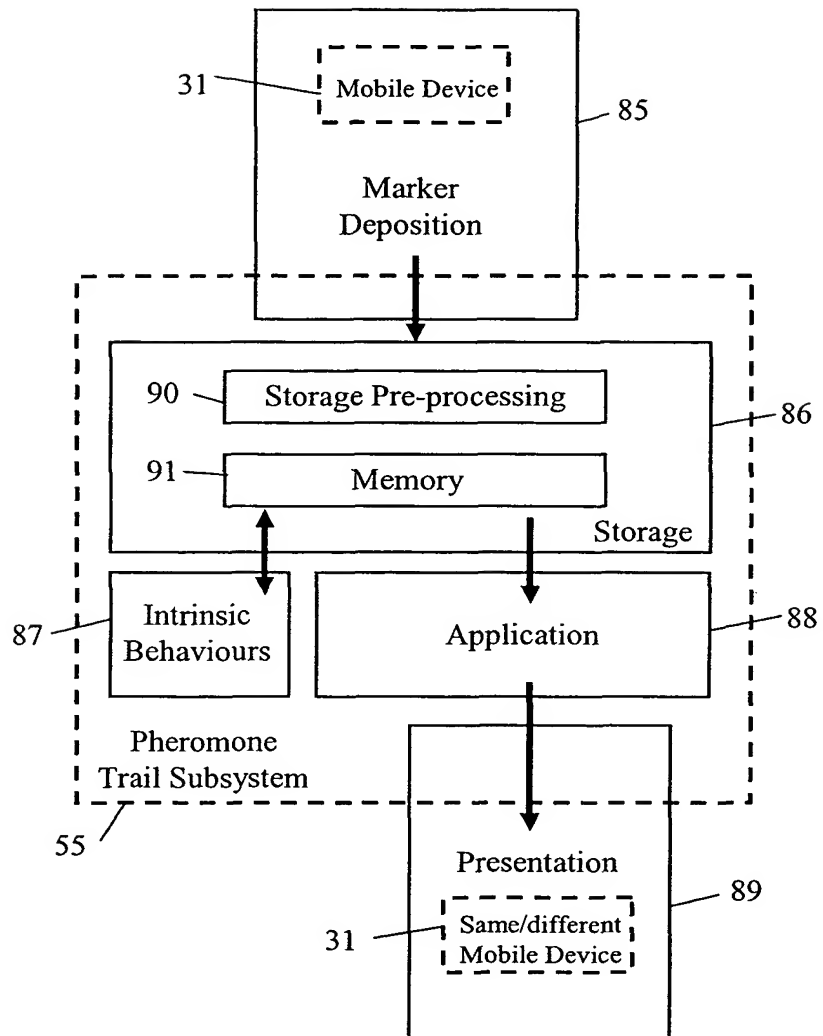 31
Mobile Device
85
Marker
Deposition
90
Storage Pre-processing
86
91
Memory
Storage
87
Intrinsic
Behaviours
Application
88
Pheromone
Trail Subsystem
55
Presentation
89
31
Same/different
Mobile Device